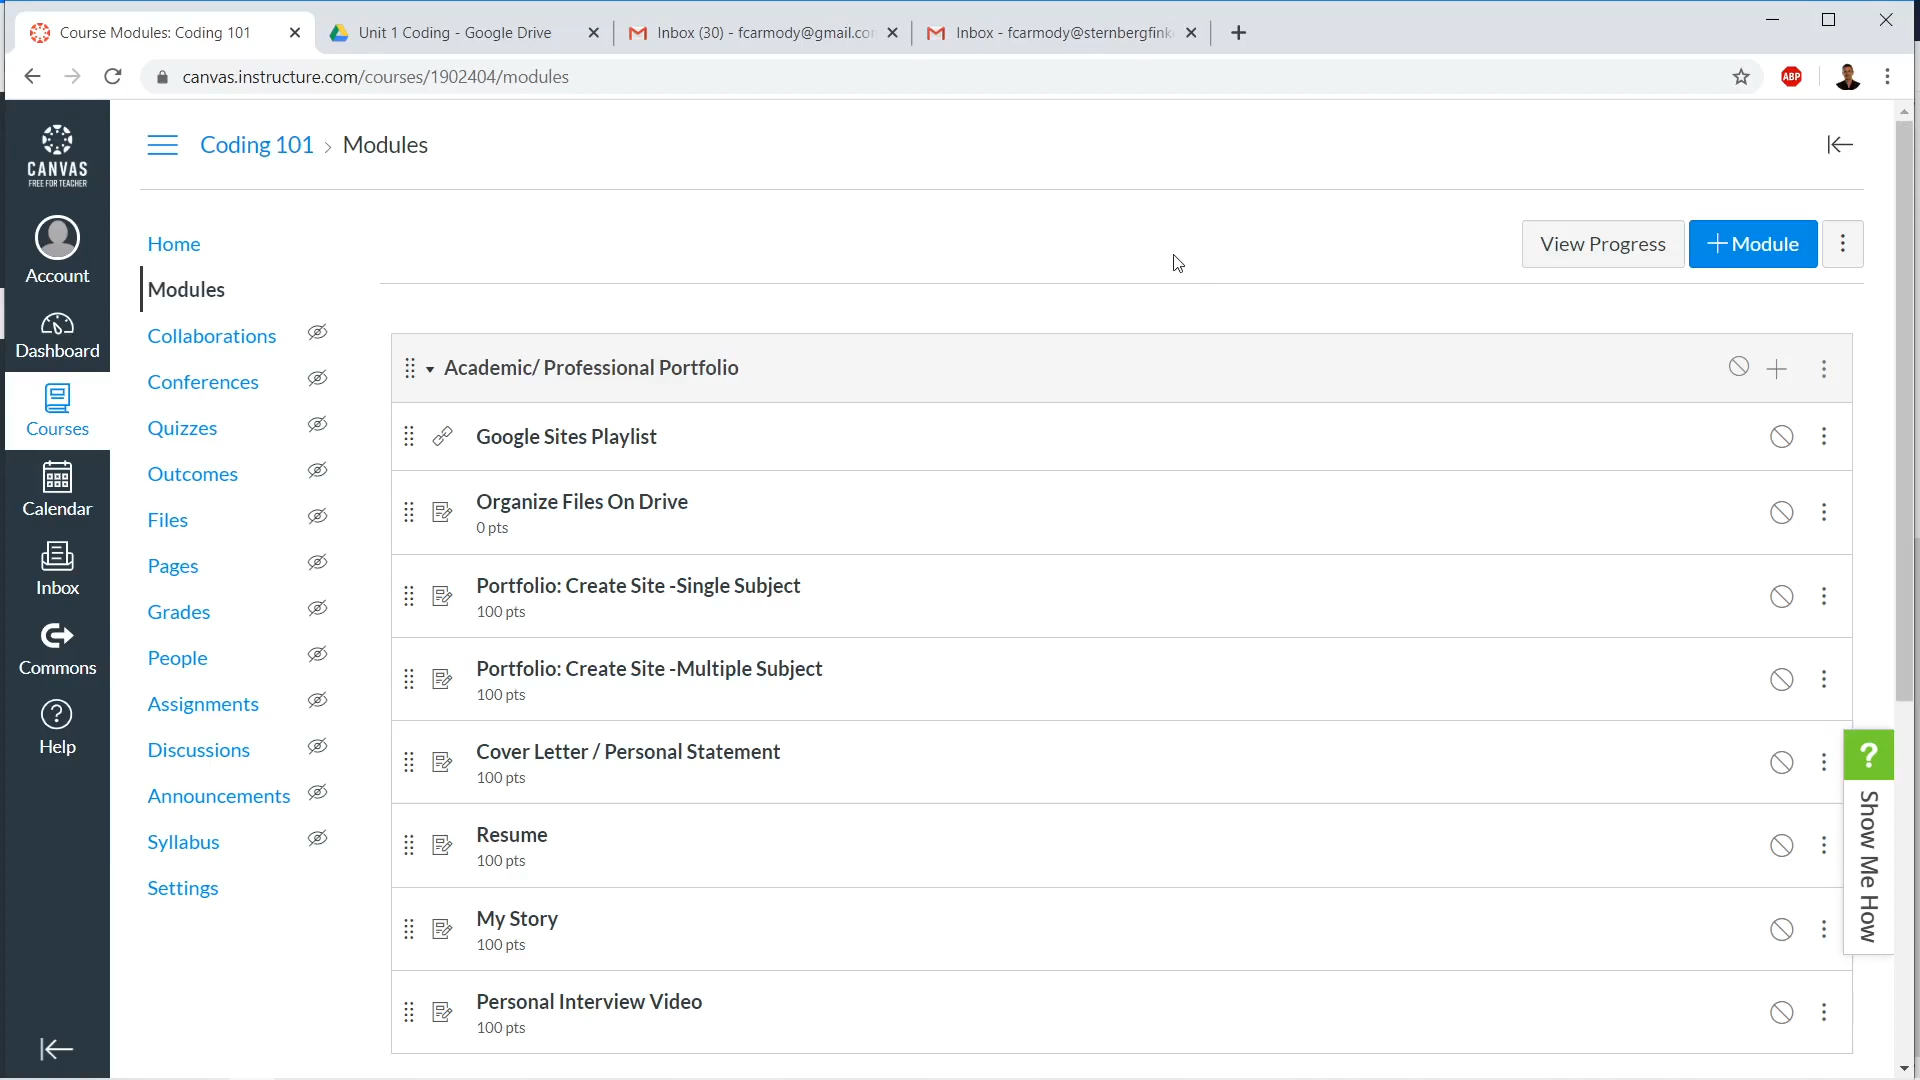 Course Modules: Coding 101
Unit 1 Coding - Google Drive
Inbox (30) - fcarmody@gmail.co
Inbox - fcarmody@sternbergfink
canvas.instructure.com/courses/1902404/modules
ABP
CANVAS
FREE FOR TEACHER
Account
Dashboard
Courses
Calendar
Inbox
Commons
Help
Coding 101 > Modules
Home
Modules
Collaborations
Conferences
Quizzes
Outcomes
Files
Pages
Grades
People
Assignments
Discussions
Announcements
Syllabus
Settings
View Progress
+ Module
Academic/ Professional Portfolio
Google Sites Playlist
Organize Files On Drive
0 pts
Portfolio: Create Site -Single Subject
100 pts
Portfolio: Create Site -Multiple Subject
100 pts
Cover Letter / Personal Statement
100 pts
Resume
100 pts
My Story
100 pts
Personal Interview Video
100 pts
? Show Me How